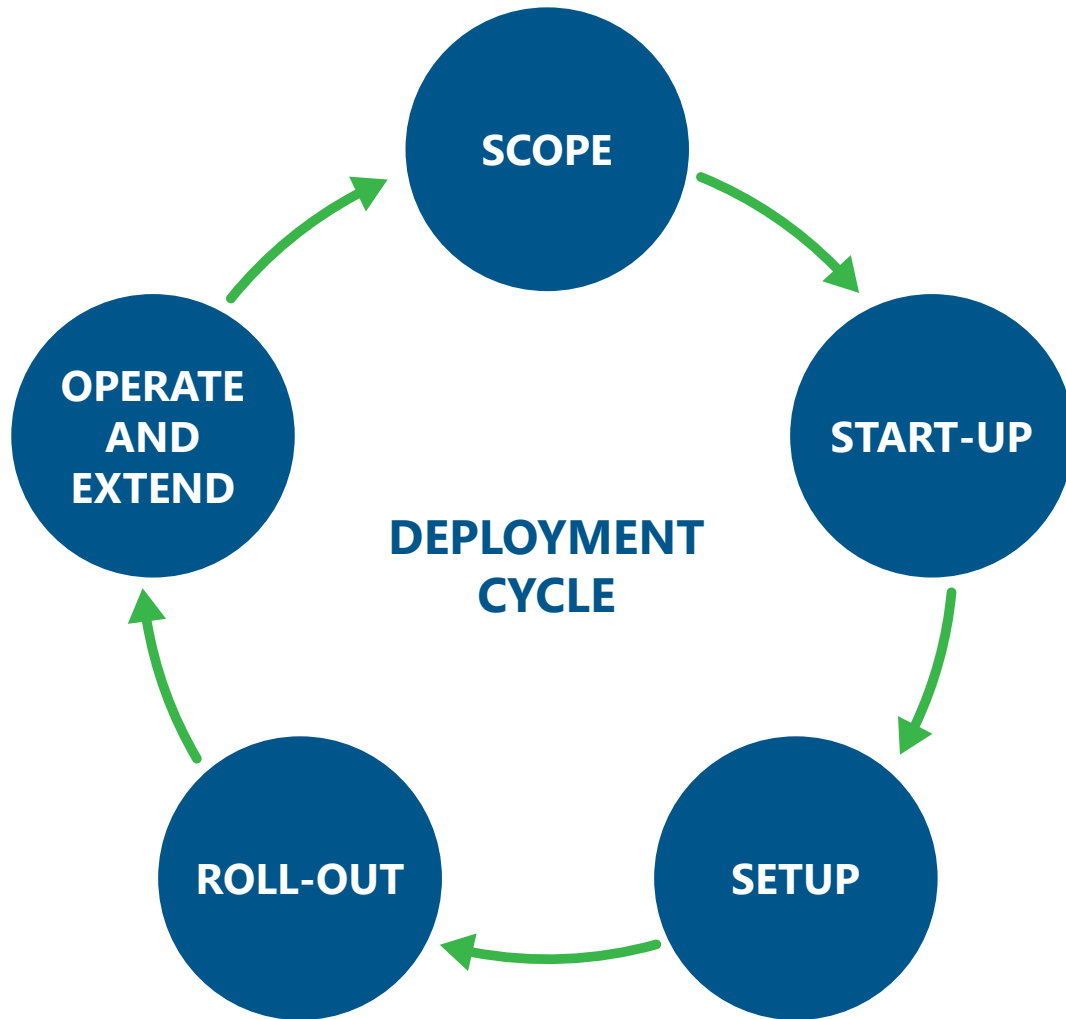 SCOPE
START-UP
SETUP
ROLL-OUT
OPERATE
AND
EXTEND
DEPLOYMENT
CYCLE